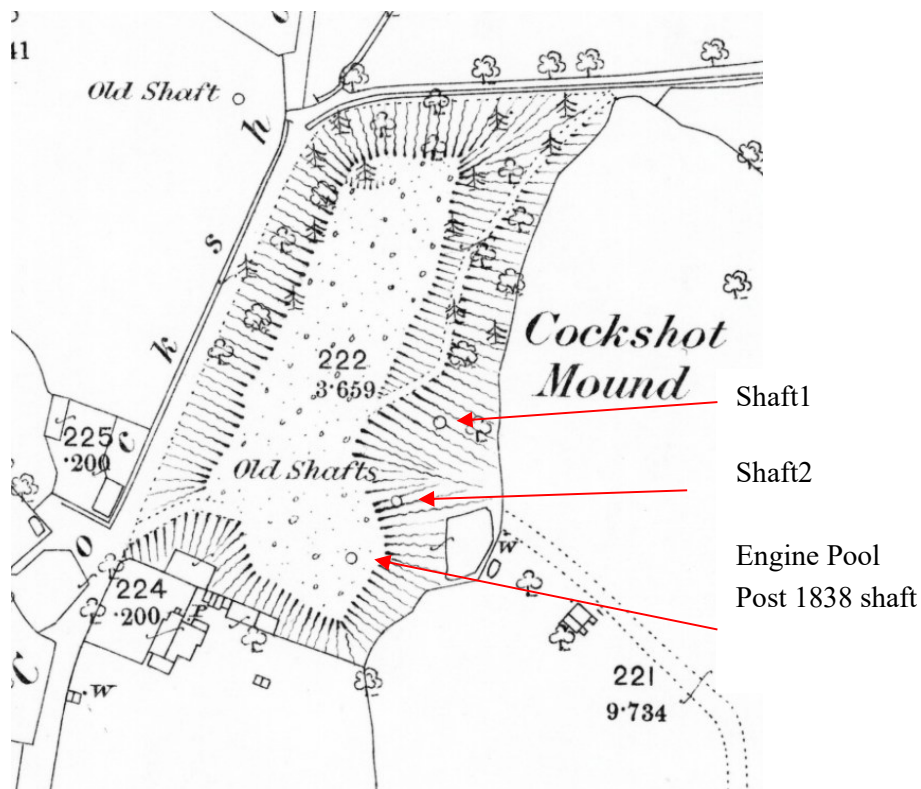 41
Old Shaft
h
s
k
c
o
C
Cockshot
Mound
222
3·659
225
·200
Old Shafts
224
·200
P
W
W
221
9·734
Shaft1
Shaft2
Engine Pool
Post 1838 shaft